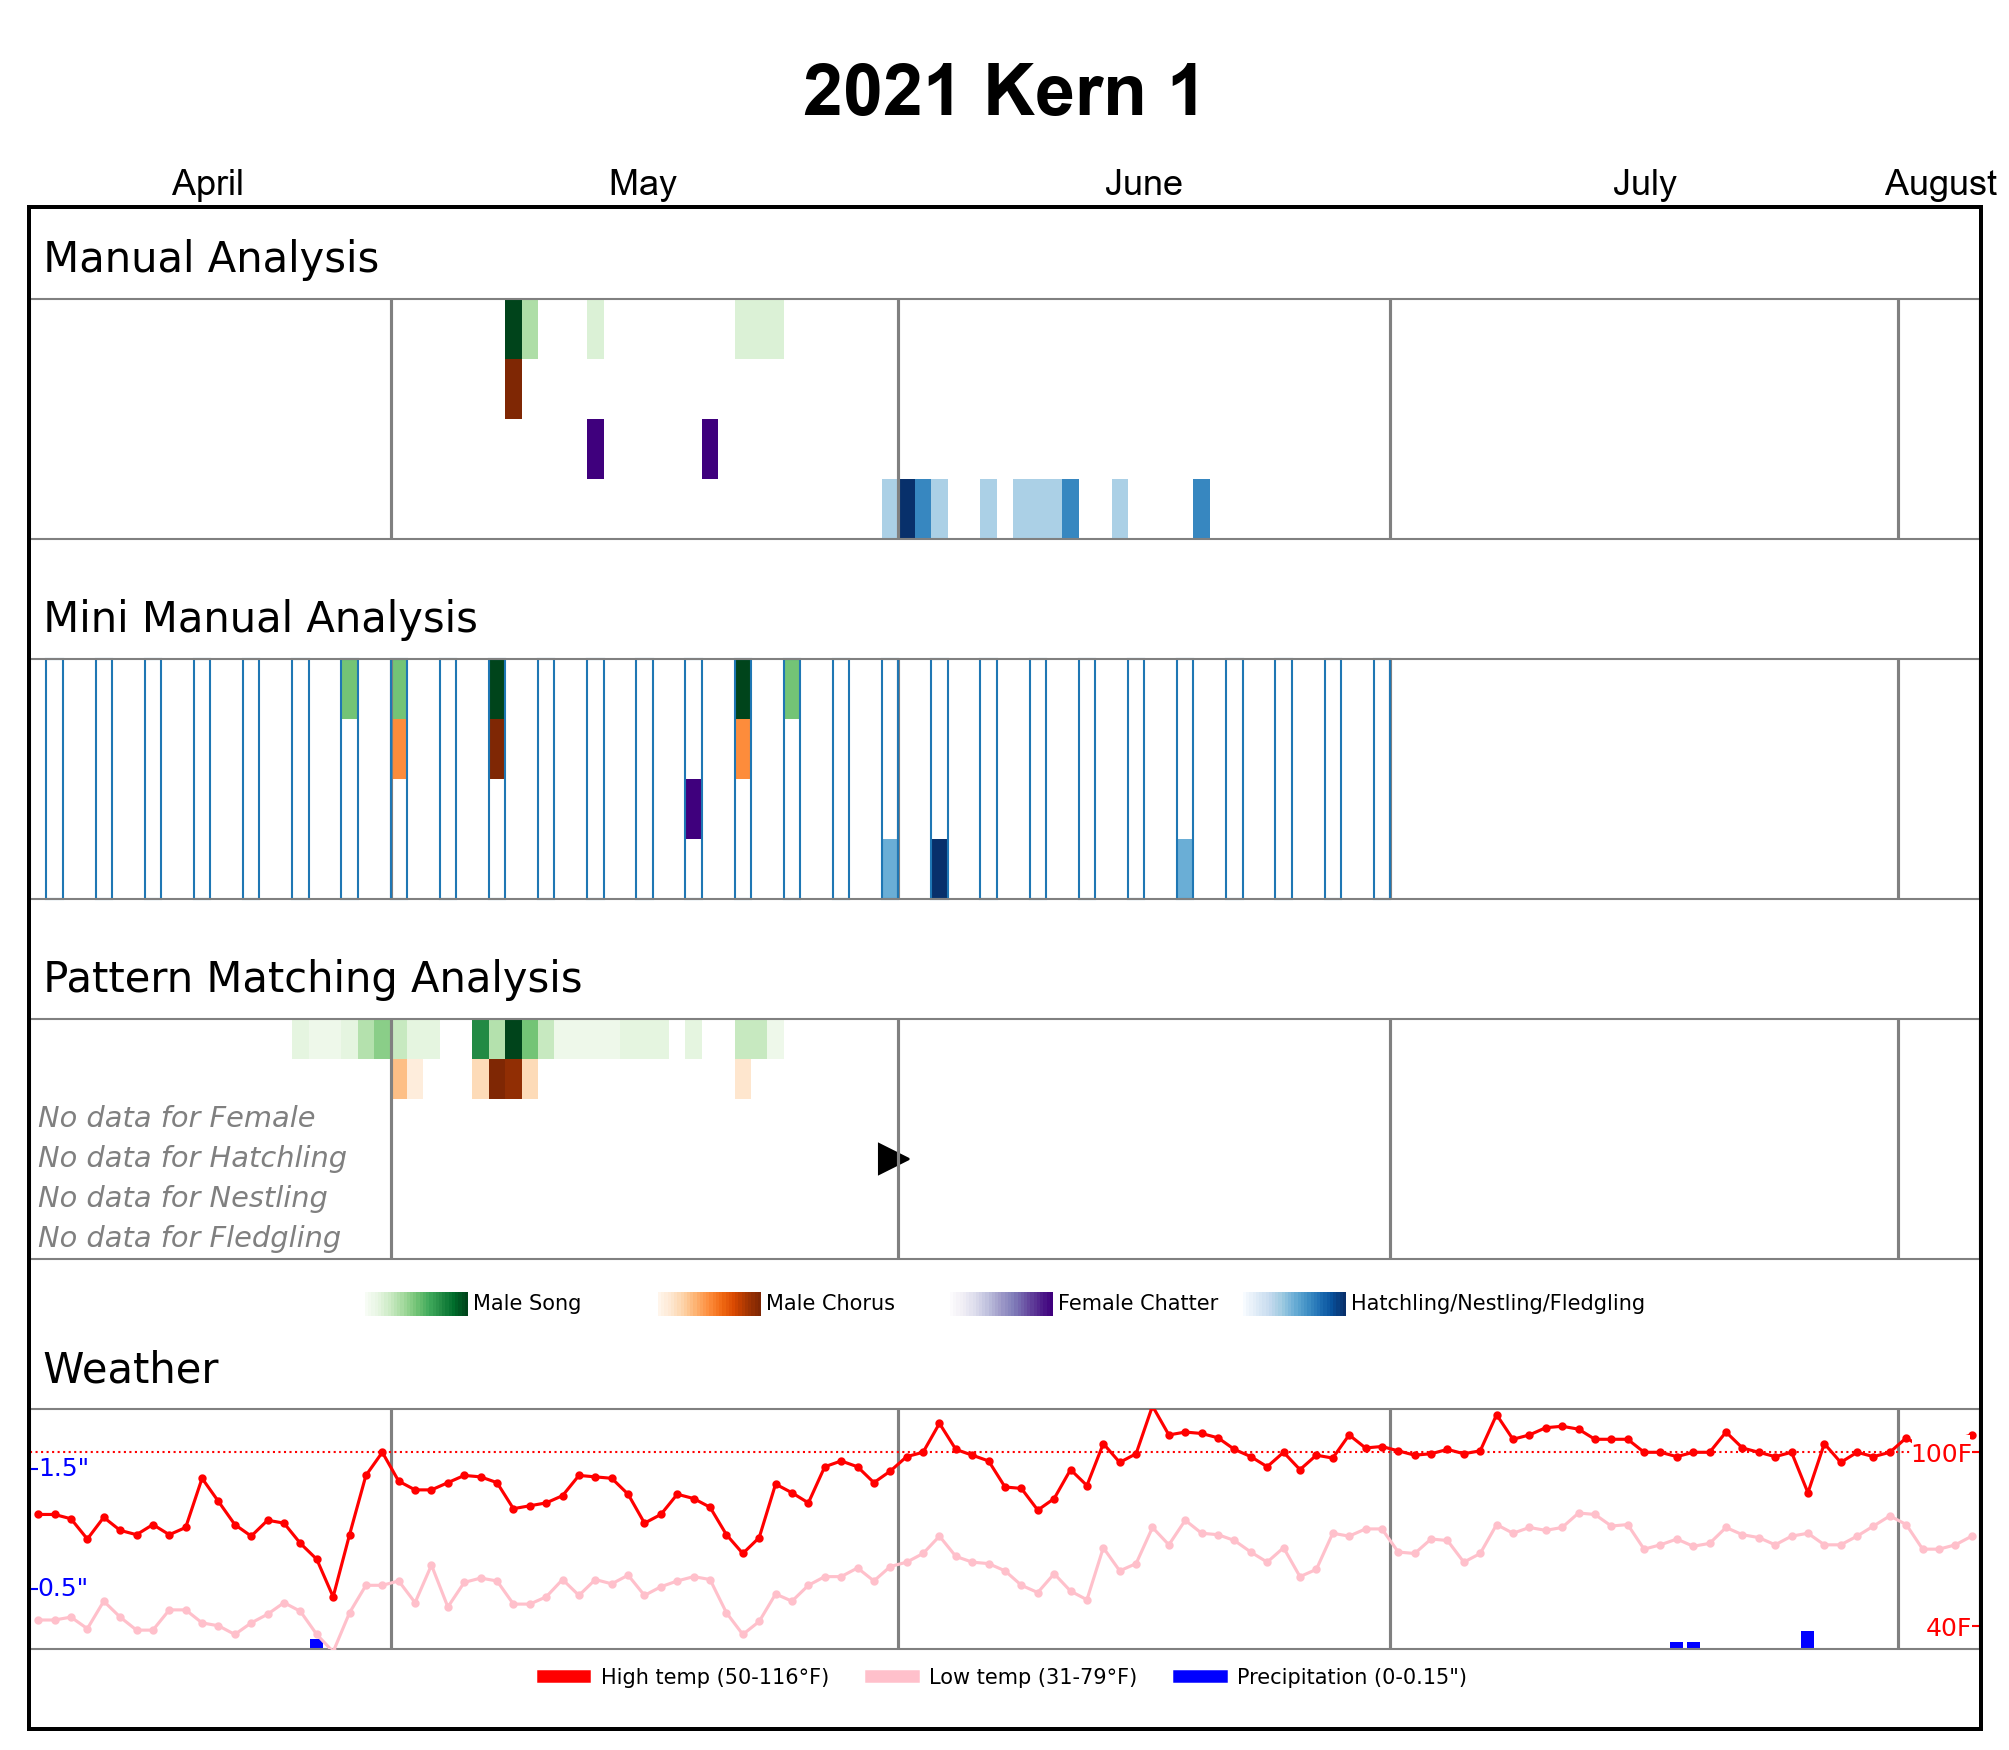 2021 Kern 1
April May June July August
Manual Analysis
Mini Manual Analysis
Pattern Matching Analysis
No data for Female
No data for Hatchling
No data for Nestling
No data for Fledgling
Male Song Male Chorus Female Chatter Hatchling/Nestling/Fledgling
Weather
1.5" 100F
0.5" 40F
High temp (50-116°F) Low temp (31-79°F) Precipitation (0-0.15")